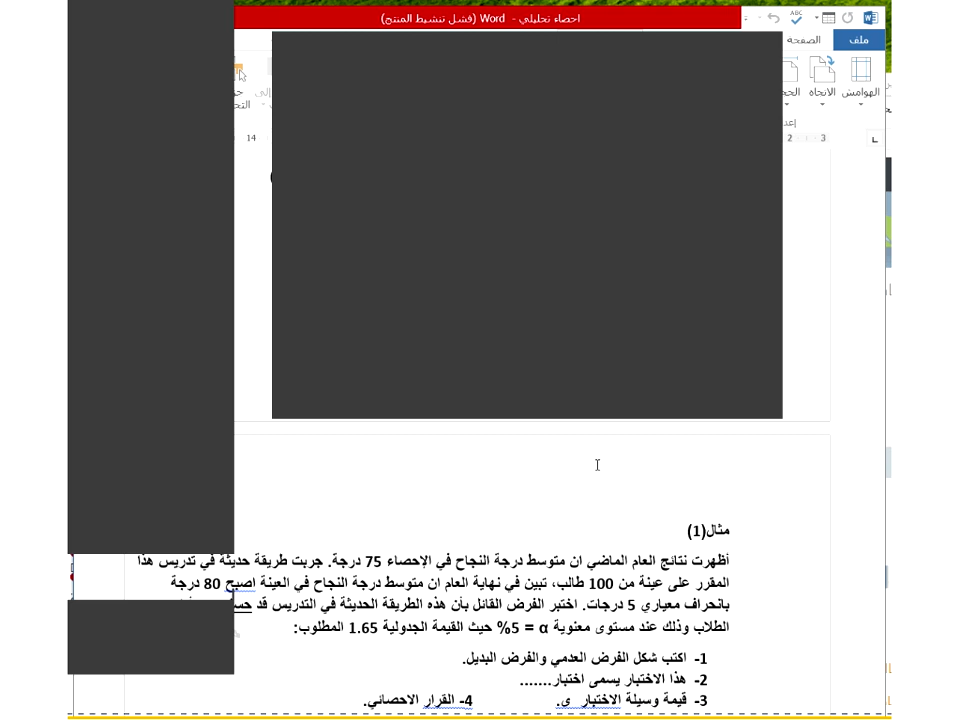 احصاء تحليلي - Word (فشل تنشيط المنتج)
ملف
الصفحة
الهوامش
الاتجاه
14
2
3
مثال(1)
أظهرت نتائج العام الماضي ان متوسط درجة النجاح في الإحصاء 75 درجة. جربت طريقة حديثة في تدريس هذا
المقرر على عينة من 100 طالب، تبين في نهاية العام ان متوسط درجة النجاح في العينة اصبح 80 درجة
بانحراف معياري 5 درجات. اختبر الفرض القائل بأن هذه الطريقة الحديثة في التدريس قد
الطلاب وذلك عند مستوى معنوية α = 5% حيث القيمة الجدولية 1.65 المطلوب:
1- اكتب شكل الفرض العدمي والفرض البديل.
2- هذا الاختبار يسمى اختبار.......
3- قيمة وسيلة الاختبار ي. 4- القرار الاحصائي.